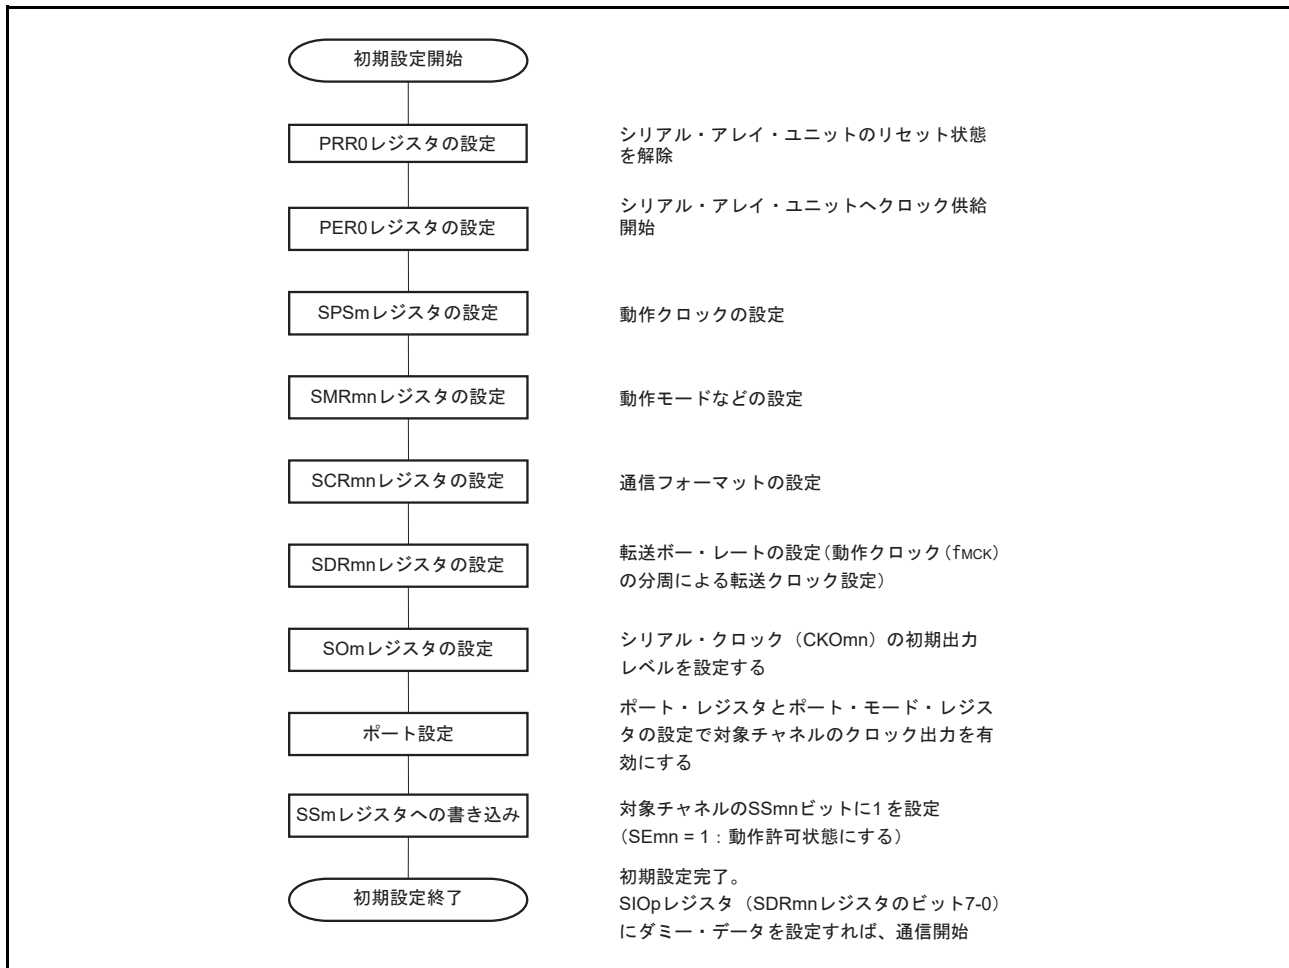 初期設定開始
PRR0レジスタの設定
シリアル・アレイ・ユニットのリセット状態
を解除
PER0レジスタの設定
シリアル・アレイ・ユニットへクロック供給
開始
SPSmレジスタの設定
動作クロックの設定
SMRmnレジスタの設定
動作モードなどの設定
SCRmnレジスタの設定
通信フォーマットの設定
SDRmnレジスタの設定
転送ボー・レートの設定（動作クロック（fMCK）
の分周による転送クロック設定）
SOmレジスタの設定
シリアル・クロック（CKOmn）の初期出力
レベルを設定する
ポート設定
ポート・レジスタとポート・モード・レジス
タの設定で対象チャネルのクロック出力を有
効にする
SSmレジスタへの書き込み
対象チャネルのSSmnビットに1を設定
（SEmn = 1：動作許可状態にする）
初期設定終了
初期設定完了。
SIOpレジスタ（SDRmnレジスタのビット7-0）
にダミー・データを設定すれば、通信開始